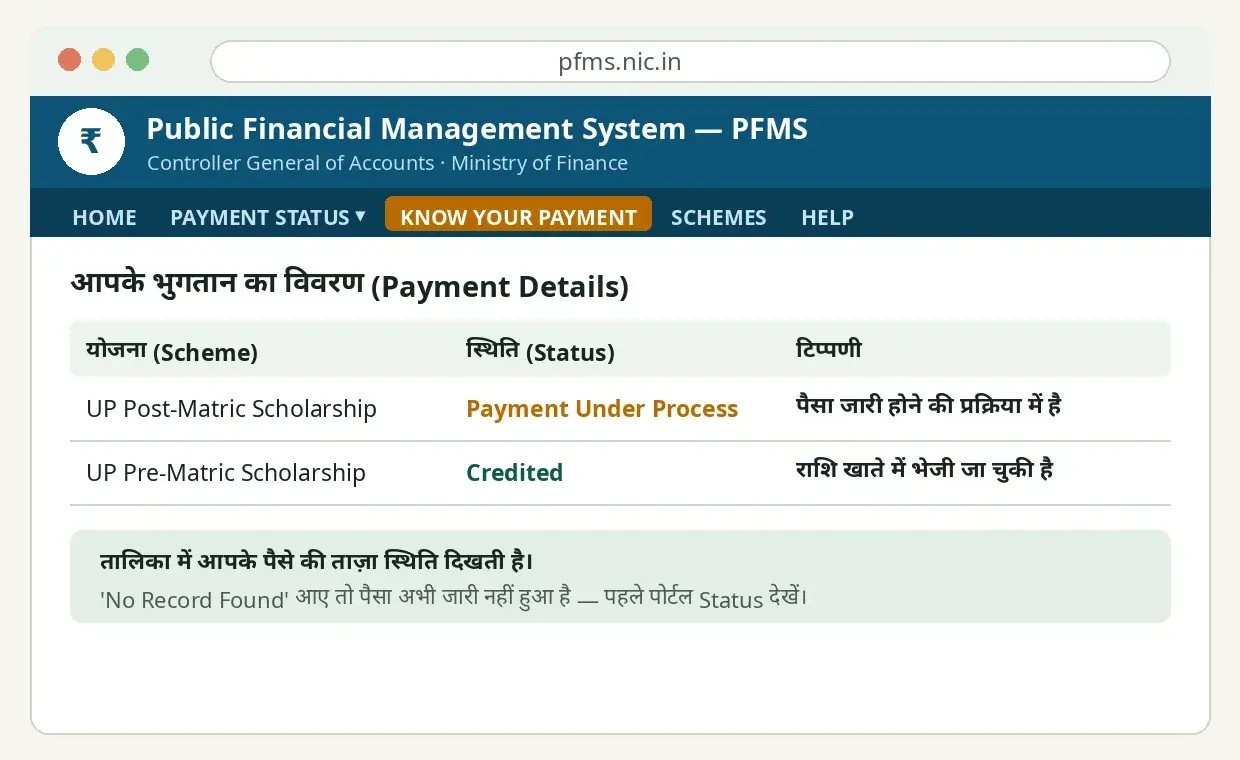 pfms.nic.in
₹
Public Financial Management System — PFMS
Controller General of Accounts · Ministry of Finance
HOME PAYMENT STATUS ▾ KNOW YOUR PAYMENT SCHEMES HELP
आपके भुगतान का विवरण (Payment Details)
योजना (Scheme) स्थिति (Status) टिप्पणी
UP Post-Matric Scholarship Payment Under Process पैसा जारी होने की प्रक्रिया में है
UP Pre-Matric Scholarship Credited राशि खाते में भेजी जा चुकी है
तालिका में आपके पैसे की ताज़ा स्थिति दिखती है।
'No Record Found' आए तो पैसा अभी जारी नहीं हुआ है — पहले पोर्टल Status देखें।